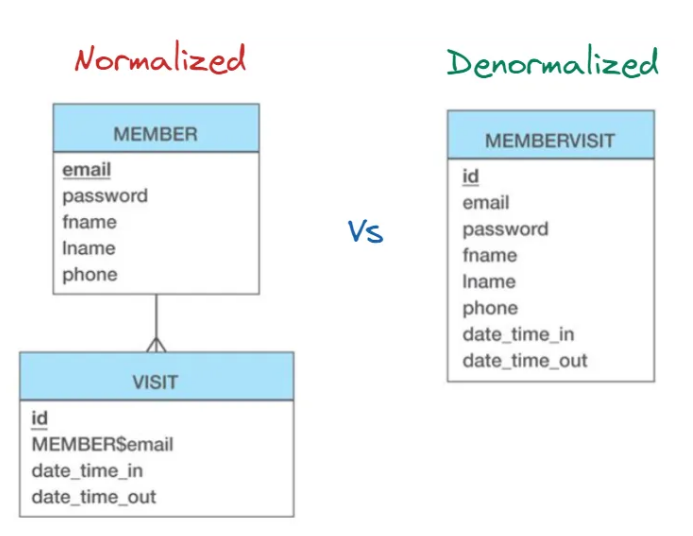 Normalized
MEMBER
email
password
fname
lname
phone
VISIT
id
MEMBER$email
date_time_in
date_time_out
Vs
Denormalized
MEMBERVISIT
id
email
password
fname
lname
phone
date_time_in
date_time_out